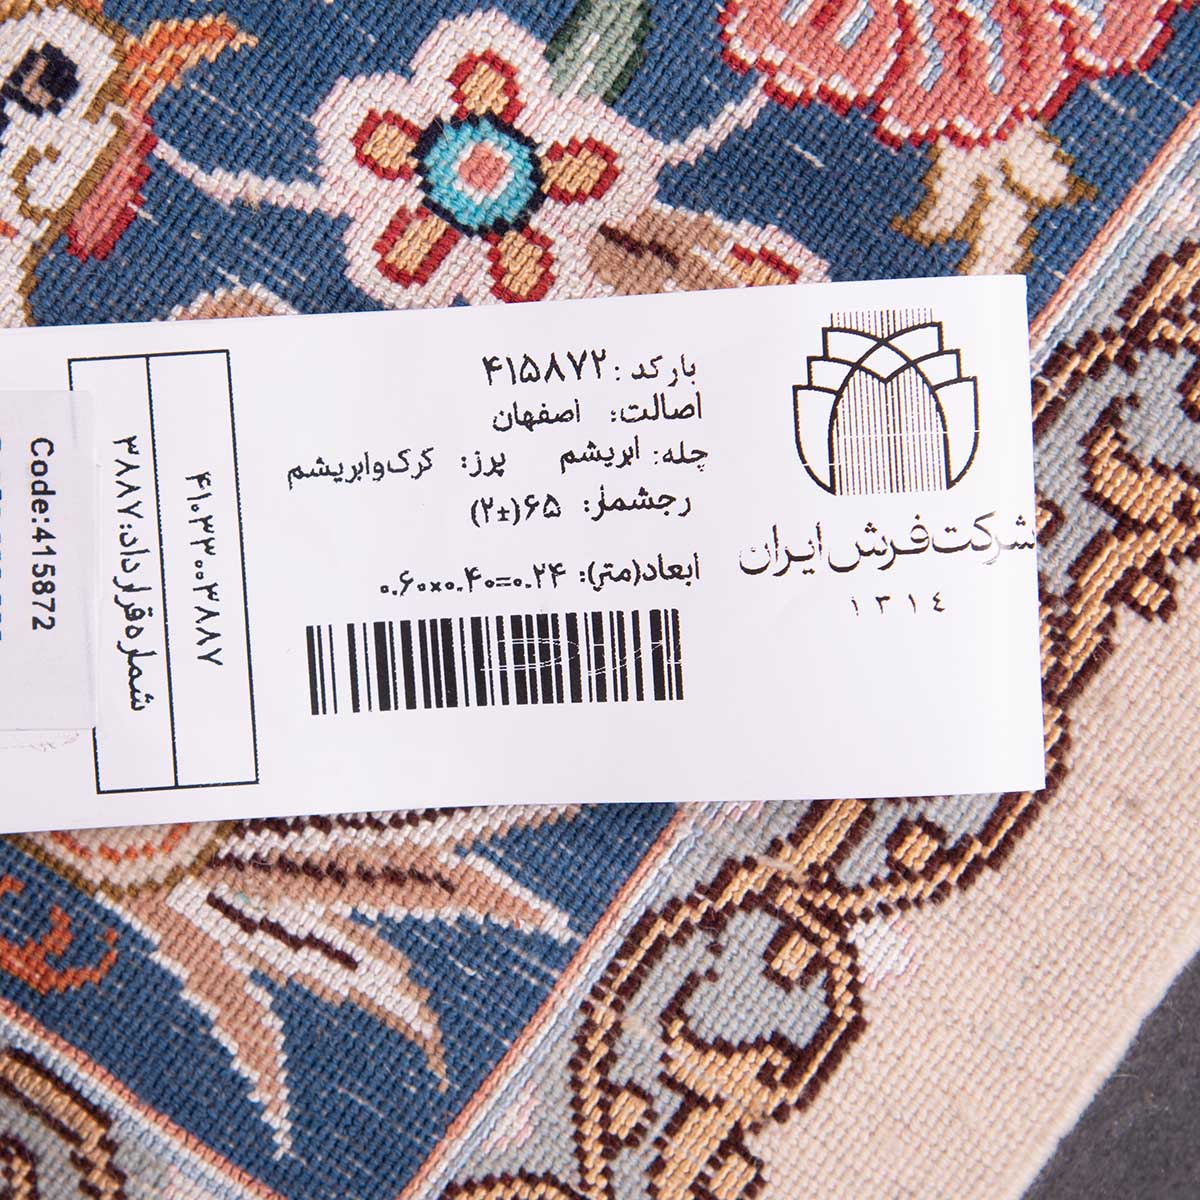 بارکد: ۴۱۵۸۷۲
اصالت: اصفهان
چله: ابریشم پرز: کرک وابریشم
رجشمار: ۶۵(±۲)
ابعاد(متر): ۰.۶۰×۰.۴۰=۰.۲۴
شرکت فرش ایران
۱۳۱۴
۴۱۰۳۳۰۰۳۸۸۷
شماره قرارداد: ۳۸۸۷
Code:415872